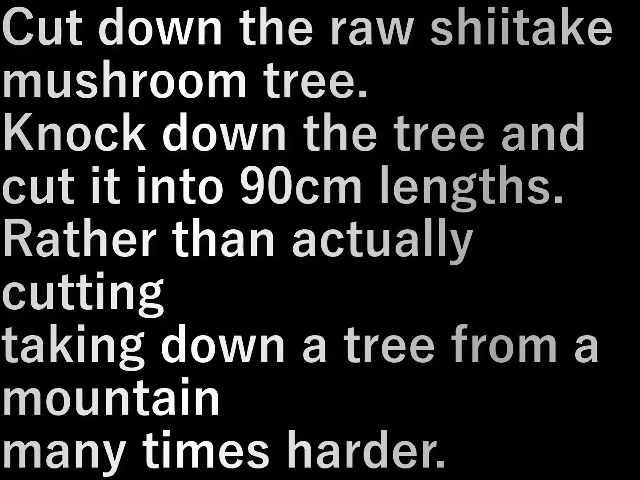 Cut down the raw shiitake
mushroom tree.
Knock down the tree and
cut it into 90cm lengths.
Rather than actually
cutting
taking down a tree from a
mountain
many times harder.